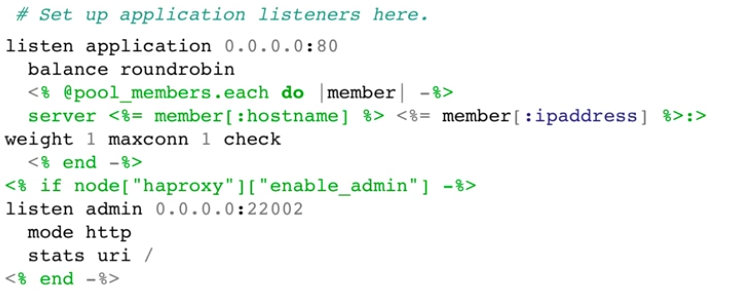 # Set up application listeners here.
listen application 0.0.0.0:80
balance roundrobin
<% @pool_members.each do |member| -%>
server <%= member[:hostname] %> <%= member[:ipaddress] %>:>
weight 1 maxconn 1 check
<% end -%>
<% if node["haproxy"]["enable_admin"] -%>
listen admin 0.0.0.0:22002
mode http
stats uri /
<% end -%>